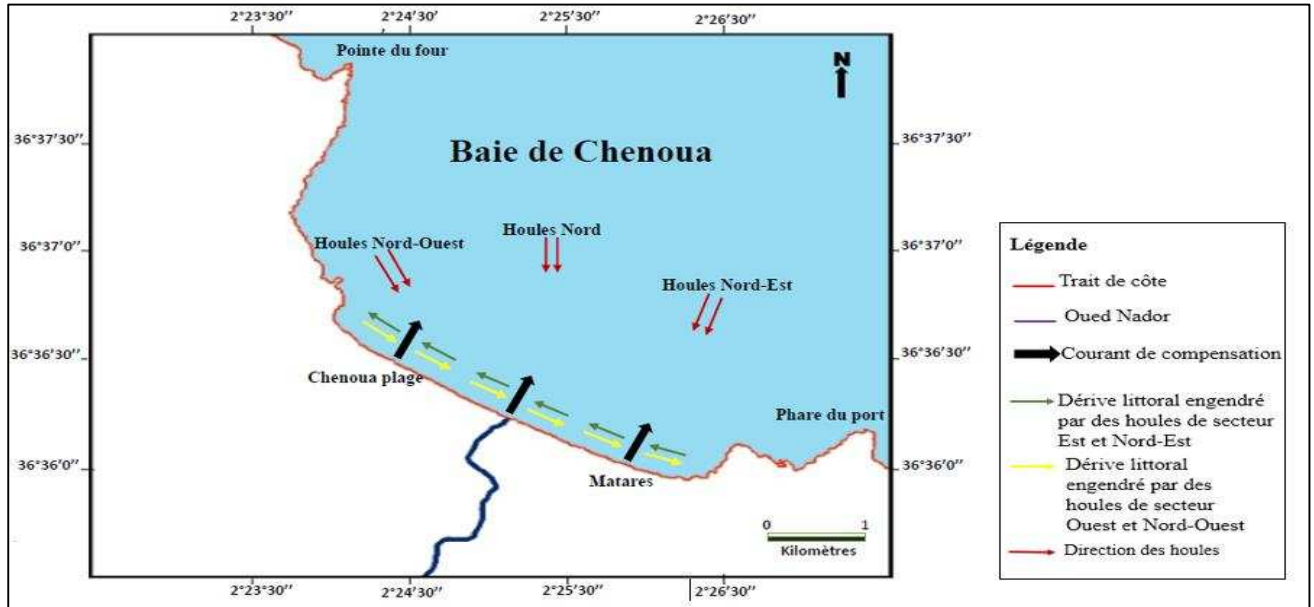 2°23'30'' 2°24'30'' 2°25'30'' 2°26'30''
Pointe du four
N
36°37'30'' 36°37'30''
Baie de Chenoua
Houles Nord
Houles Nord-Ouest
36°37'0'' 36°37'0''
Houles Nord-Est
36°36'30'' 36°36'30''
Chenoua plage
Phare du port
36°36'0'' 36°36'0''
Matares
0 1
Kilomètres
2°23'30'' 2°24'30'' 2°25'30'' 2°26'30''
Légende
Trait de côte
Oued Nador
Courant de compensation
Dérive littoral engendré
par des houles de secteur
Est et Nord-Est
Dérive littoral
engendré par des
houles de secteur
Ouest et Nord-Ouest
Direction des houles